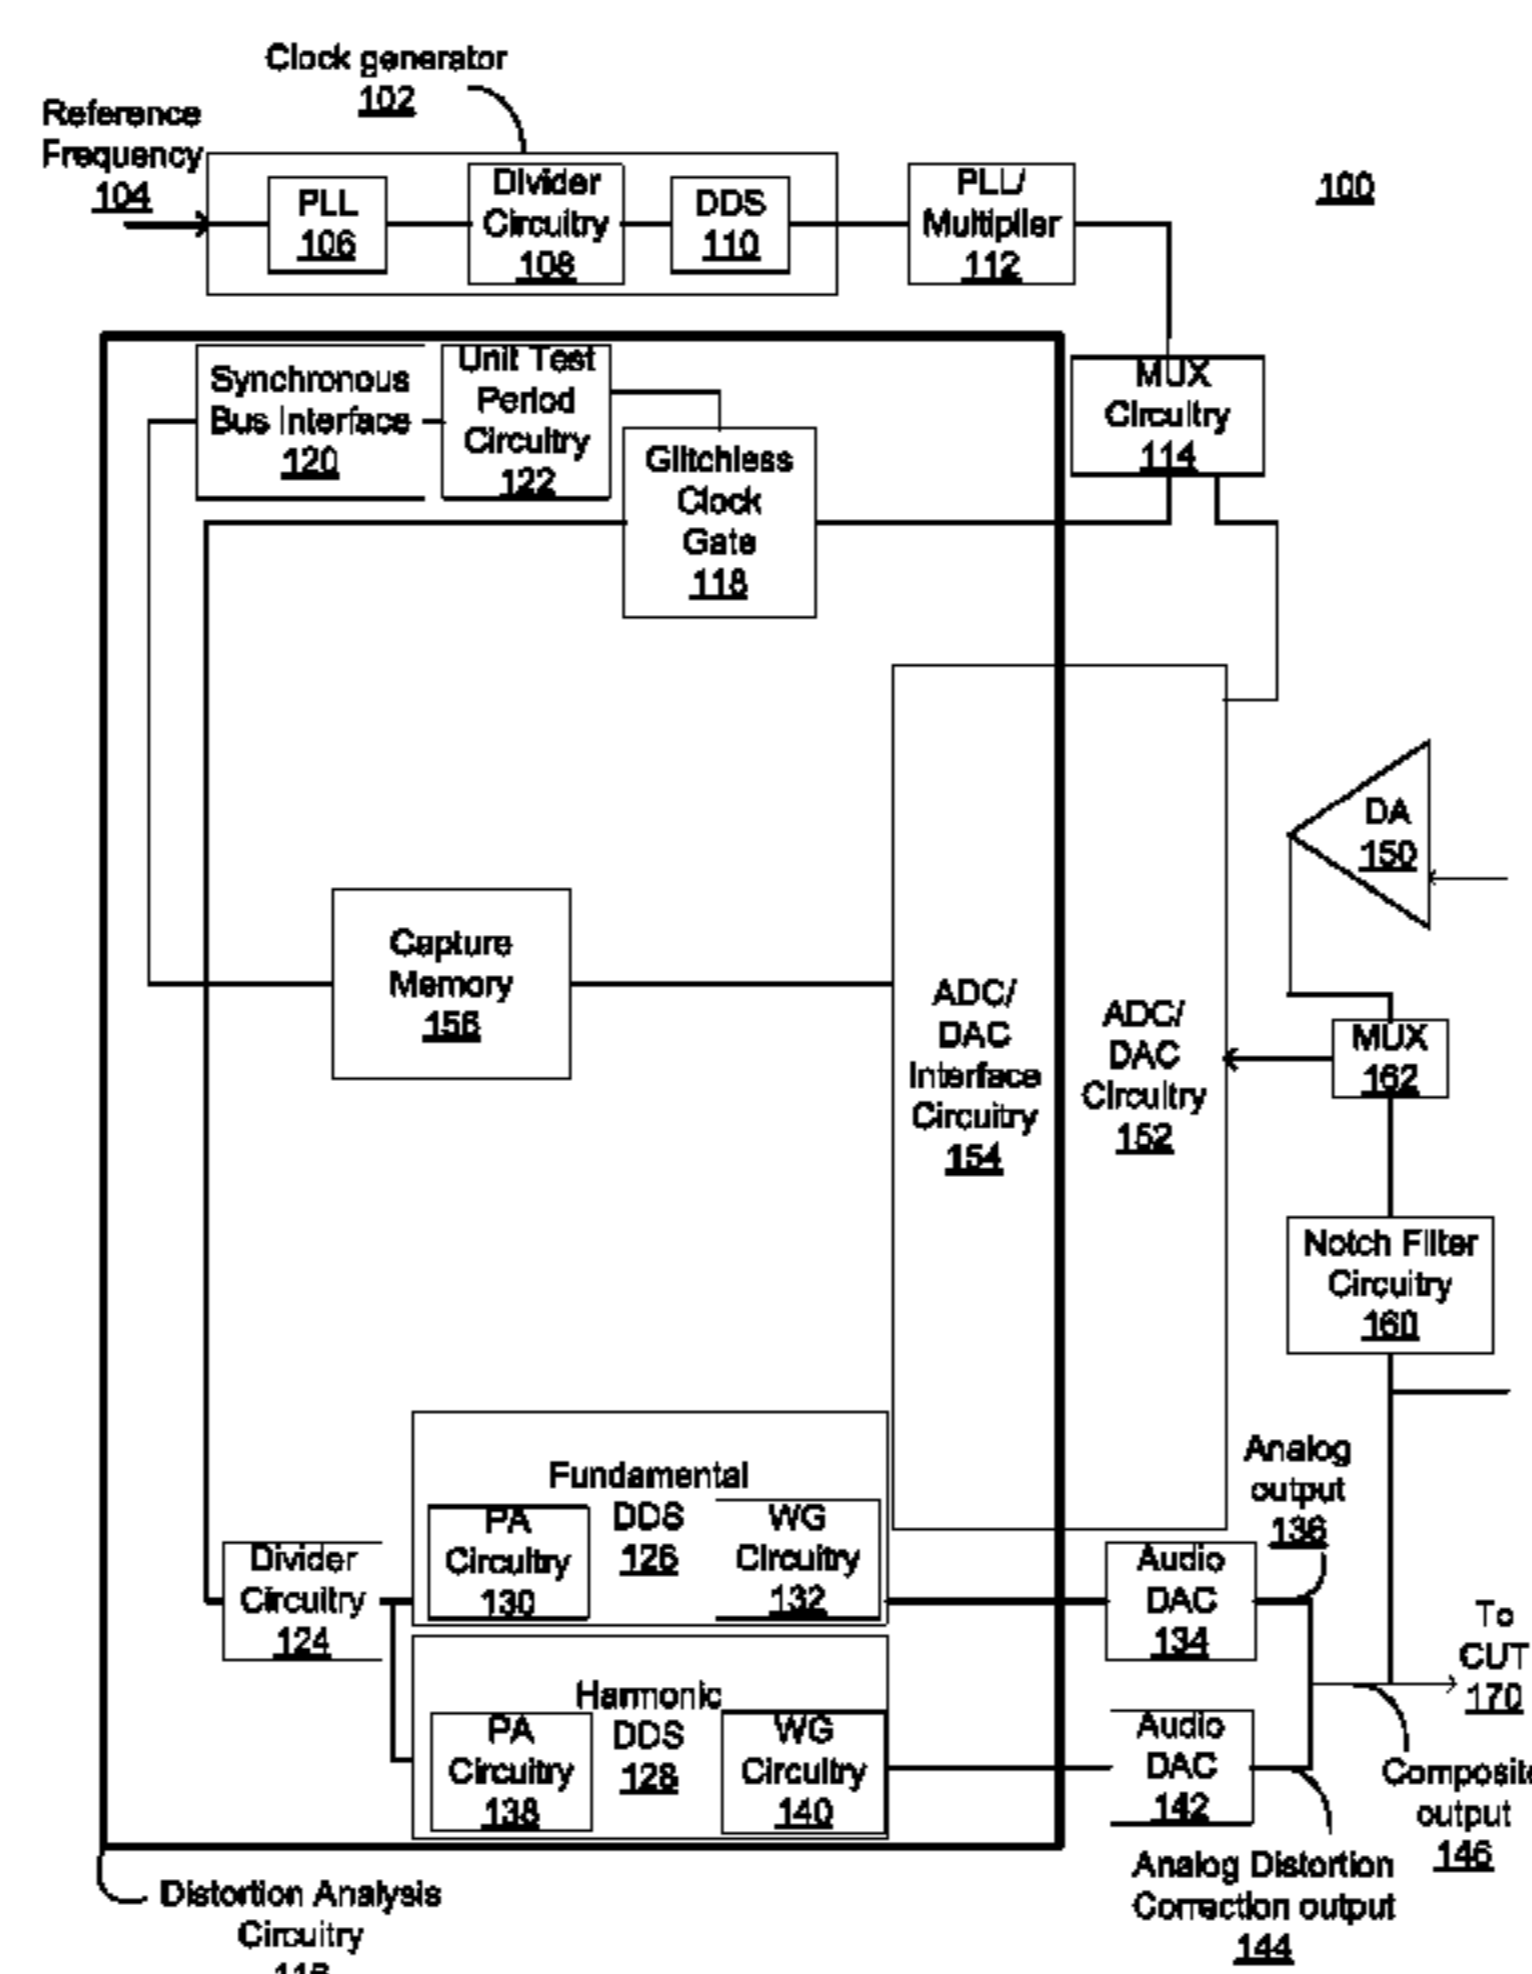 Clock generator
102
Reference
Frequency
104
PLL
106
Divider
Circuitry
108
DDS
110
PLL/
Multiplier
112
100
Synchronous
Bus Interface
120
Unit Test
Period
Circuitry
122
Glitchless
Clock
Gate
118
MUX
Circuitry
114
DA
150
Capture
Memory
156
ADC/
DAC
Interface
Circuitry
154
ADC/
DAC
Circuitry
152
MUX
162
Notch Filter
Circuitry
160
Analog
output
136
Fundamental
DDS
126
PA
Circuitry
130
WG
Circuitry
132
Divider
Circuitry
124
Audio
DAC
134
To
CUT
170
Harmonic
DDS
128
PA
Circuitry
138
WG
Circuitry
140
Audio
DAC
142
Composite
output
146
Analog Distortion
Correction output
144
Distortion Analysis
Circuitry
116